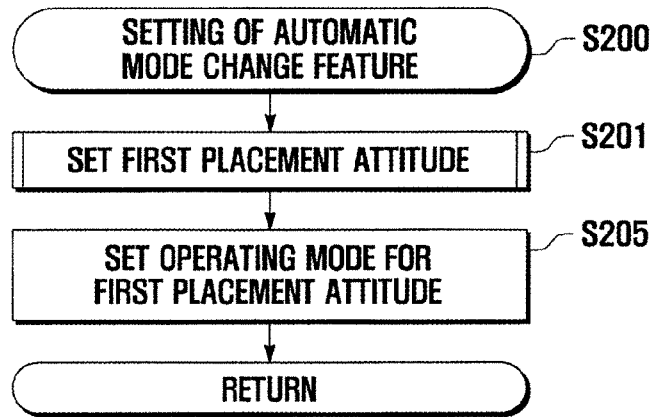 SETTING OF AUTOMATIC
MODE CHANGE FEATURE
S200
SET FIRST PLACEMENT ATTITUDE
S201
SET OPERATING MODE FOR
FIRST PLACEMENT ATTITUDE
S205
RETURN